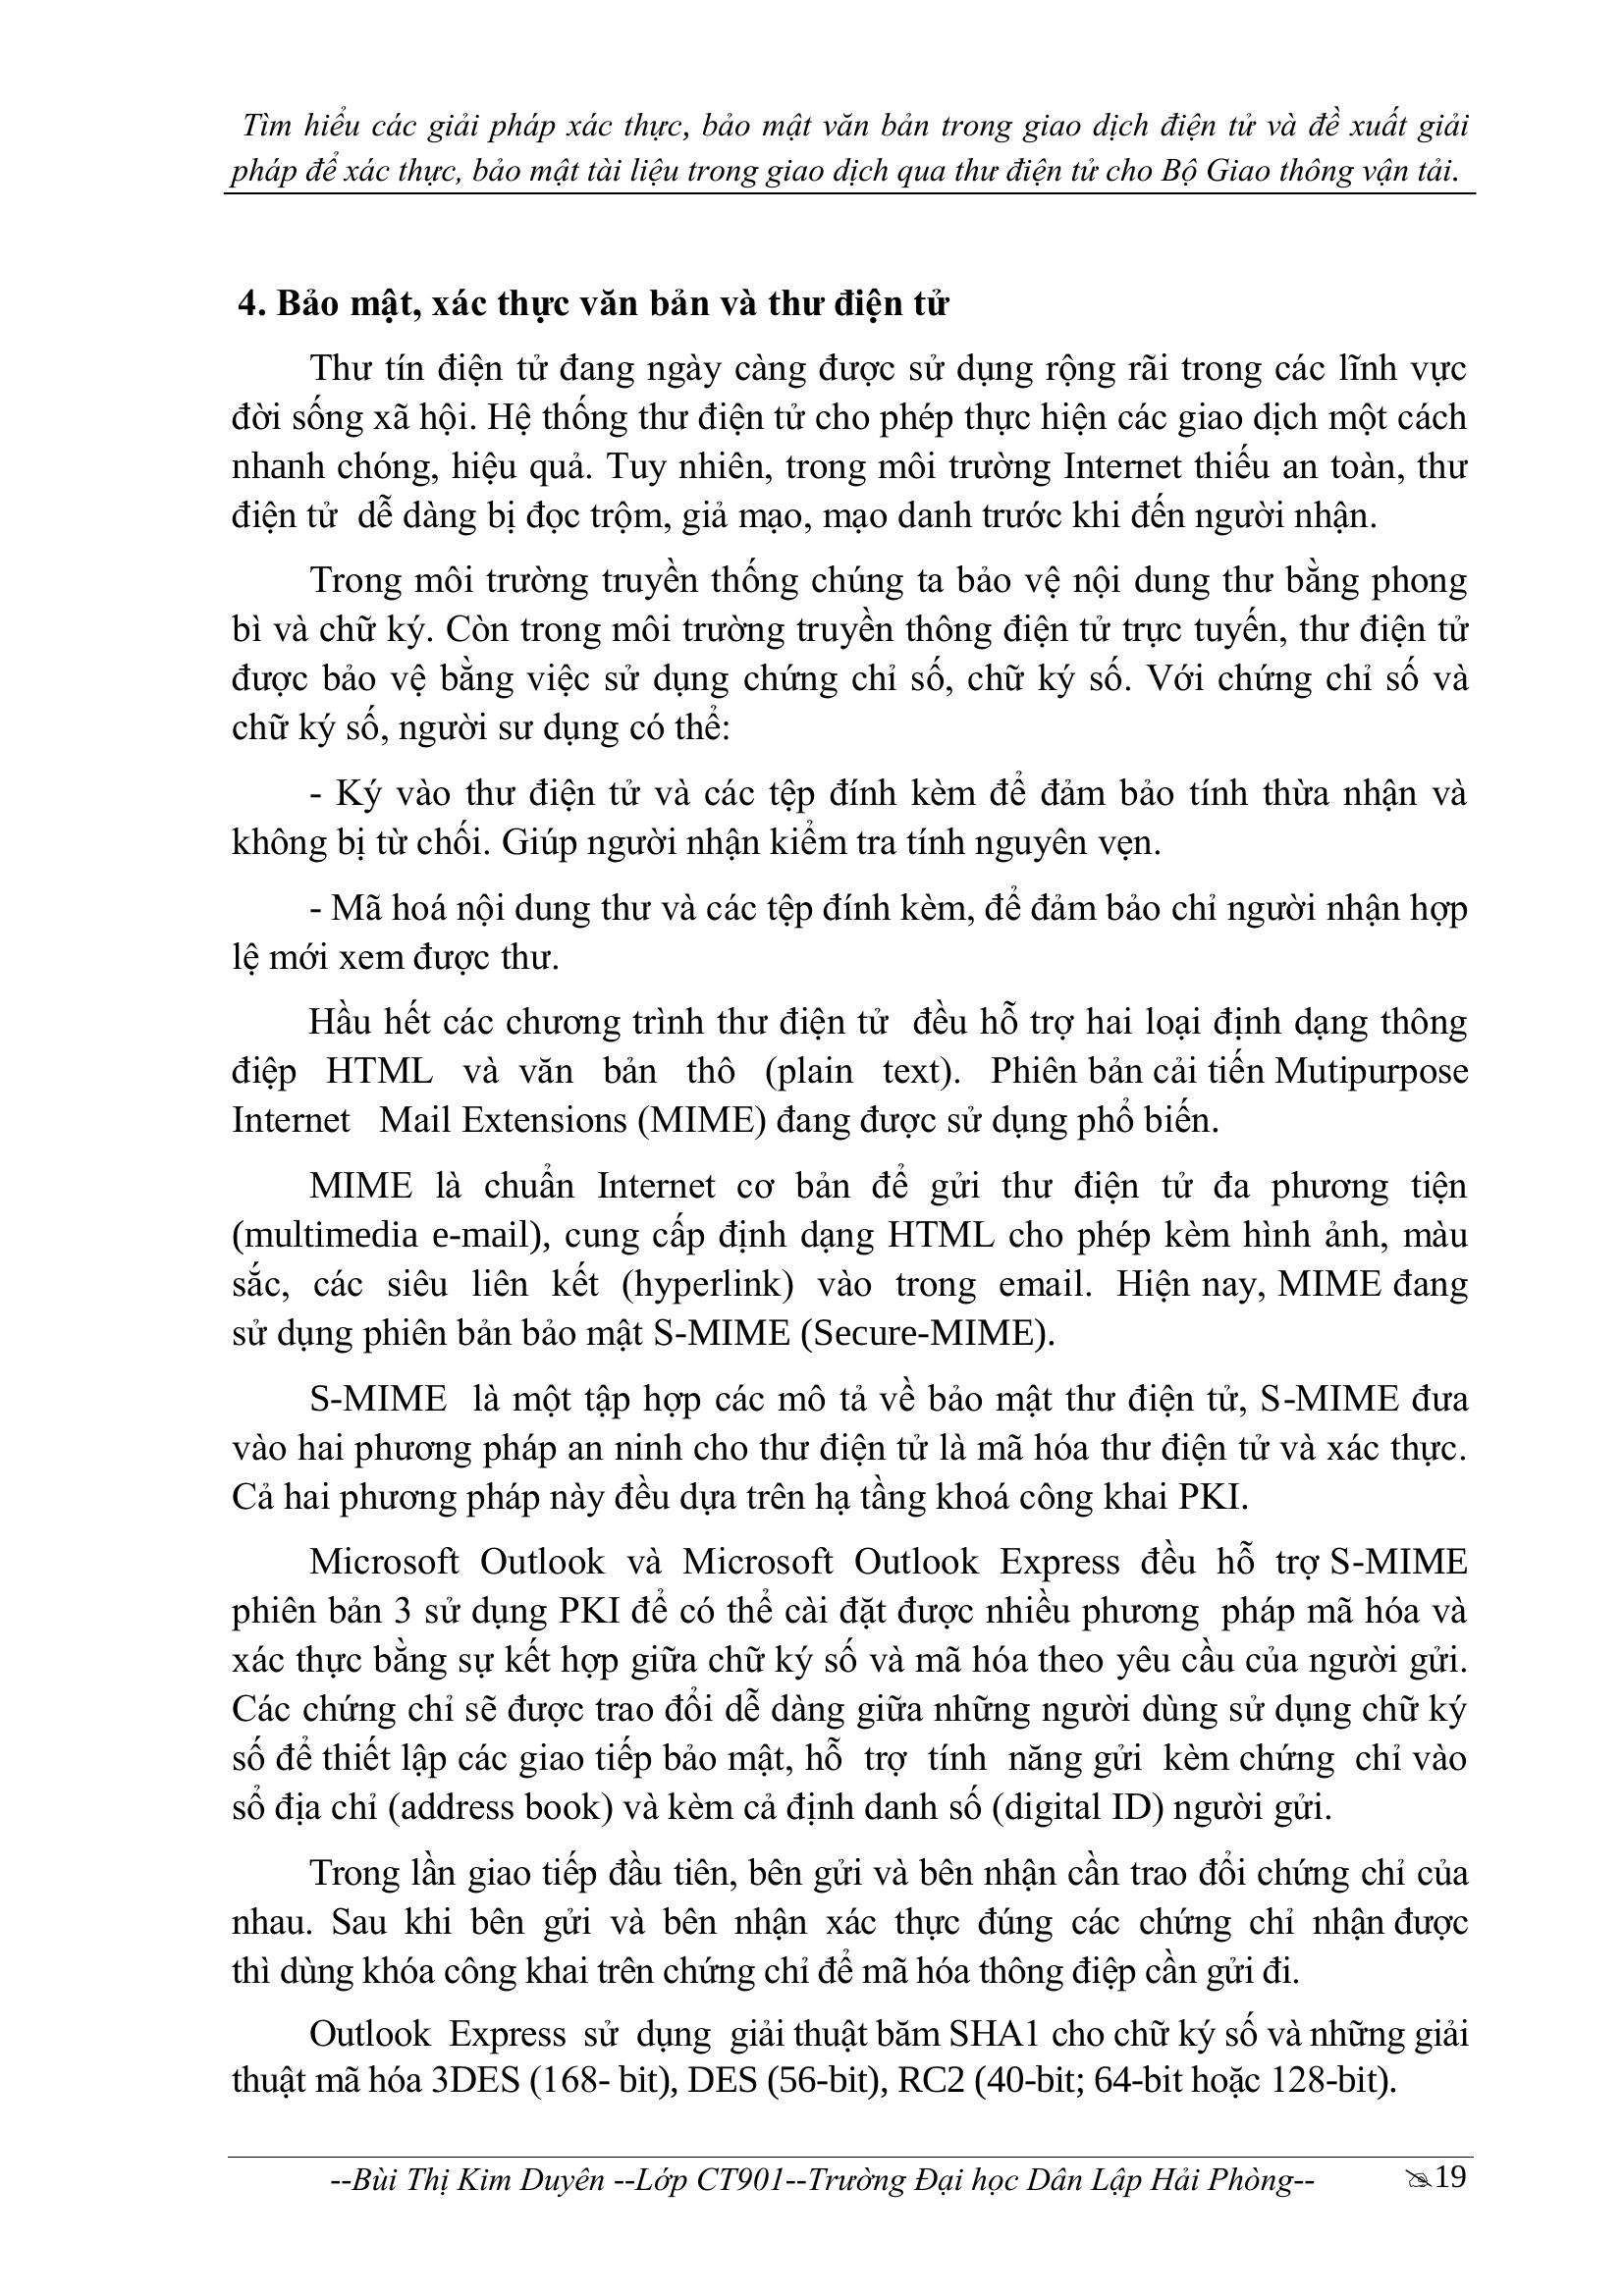 Tìm hiểu các giải pháp xác thực, bảo mật văn bản trong giao dịch điện tử và đề xuất giải
pháp để xác thực, bảo mật tài liệu trong giao dịch qua thư điện tử cho Bộ Giao thông vận tải.
4. Bảo mật, xác thực văn bản và thư điện tử
Thư tín điện tử đang ngày càng được sử dụng rộng rãi trong các lĩnh vực
đời sống xã hội. Hệ thống thư điện tử cho phép thực hiện các giao dịch một cách
nhanh chóng, hiệu quả. Tuy nhiên, trong môi trường Internet thiếu an toàn, thư
điện tử dễ dàng bị đọc trộm, giả mạo, mạo danh trước khi đến người nhận.
Trong môi trường truyền thống chúng ta bảo vệ nội dung thư bằng phong
bì và chữ ký. Còn trong môi trường truyền thông điện tử trực tuyến, thư điện tử
được bảo vệ bằng việc sử dụng chứng chỉ số, chữ ký số. Với chứng chỉ số và
chữ ký số, người sư dụng có thể:
- Ký vào thư điện tử và các tệp đính kèm để đảm bảo tính thừa nhận và
không bị từ chối. Giúp người nhận kiểm tra tính nguyên vẹn.
- Mã hoá nội dung thư và các tệp đính kèm, để đảm bảo chỉ người nhận hợp
lệ mới xem được thư.
Hầu hết các chương trình thư điện tử đều hỗ trợ hai loại định dạng thông
điệp HTML và văn bản thô (plain text). Phiên bản cải tiến Mutipurpose
Internet Mail Extensions (MIME) đang được sử dụng phổ biến.
MIME là chuẩn Internet cơ bản để gửi thư điện tử đa phương tiện
(multimedia e-mail), cung cấp định dạng HTML cho phép kèm hình ảnh, màu
sắc, các siêu liên kết (hyperlink) vào trong email. Hiện nay, MIME đang
sử dụng phiên bản bảo mật S-MIME (Secure-MIME).
S-MIME là một tập hợp các mô tả về bảo mật thư điện tử, S-MIME đưa
vào hai phương pháp an ninh cho thư điện tử là mã hóa thư điện tử và xác thực.
Cả hai phương pháp này đều dựa trên hạ tầng khoá công khai PKI.
Microsoft Outlook và Microsoft Outlook Express đều hỗ trợ S-MIME
phiên bản 3 sử dụng PKI để có thể cài đặt được nhiều phương pháp mã hóa và
xác thực bằng sự kết hợp giữa chữ ký số và mã hóa theo yêu cầu của người gửi.
Các chứng chỉ sẽ được trao đổi dễ dàng giữa những người dùng sử dụng chữ ký
số để thiết lập các giao tiếp bảo mật, hỗ trợ tính năng gửi kèm chứng chỉ vào
sổ địa chỉ (address book) và kèm cả định danh số (digital ID) người gửi.
Trong lần giao tiếp đầu tiên, bên gửi và bên nhận cần trao đổi chứng chỉ của
nhau. Sau khi bên gửi và bên nhận xác thực đúng các chứng chỉ nhận được
thì dùng khóa công khai trên chứng chỉ để mã hóa thông điệp cần gửi đi.
Outlook Express sử dụng giải thuật băm SHA1 cho chữ ký số và những giải
thuật mã hóa 3DES (168- bit), DES (56-bit), RC2 (40-bit; 64-bit hoặc 128-bit).
--Bùi Thị Kim Duyên --Lớp CT901--Trường Đại học Dân Lập Hải Phòng-- 19